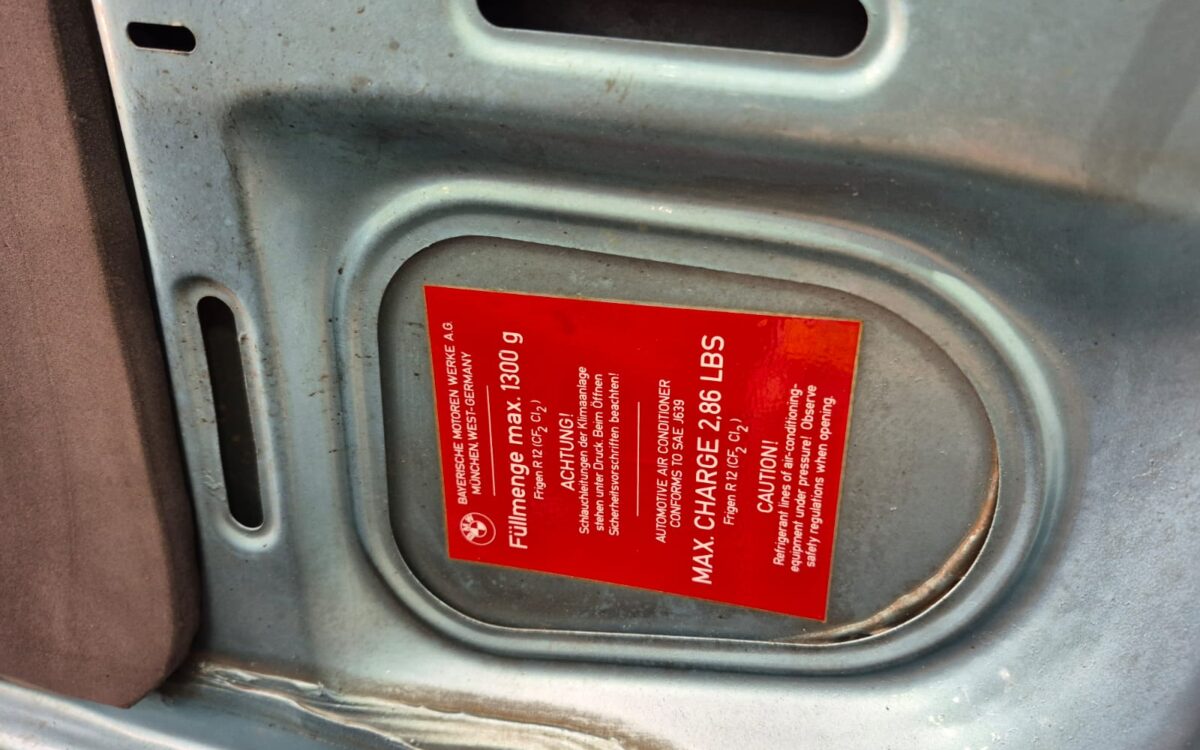 BAYERISCHE MOTOREN WERKE A.G.
MÜNCHEN, WEST-GERMANY
Füllmenge max. 1300 g
Frigen R 12 (CF2 Cl2)
ACHTUNG!
Schlauchleitungen der Klimaanlage
stehen unter Druck. Beim Öffnen
Sicherheitsvorschriften beachten!
AUTOMOTIVE AIR CONDITIONER
CONFORMS TO SAE J639
MAX. CHARGE 2,86 LBS
Frigen R 12 (CF2 Cl2)
CAUTION!
Refrigerant lines of air-conditioning-
equipment under pressure! Observe
safety regulations when opening.